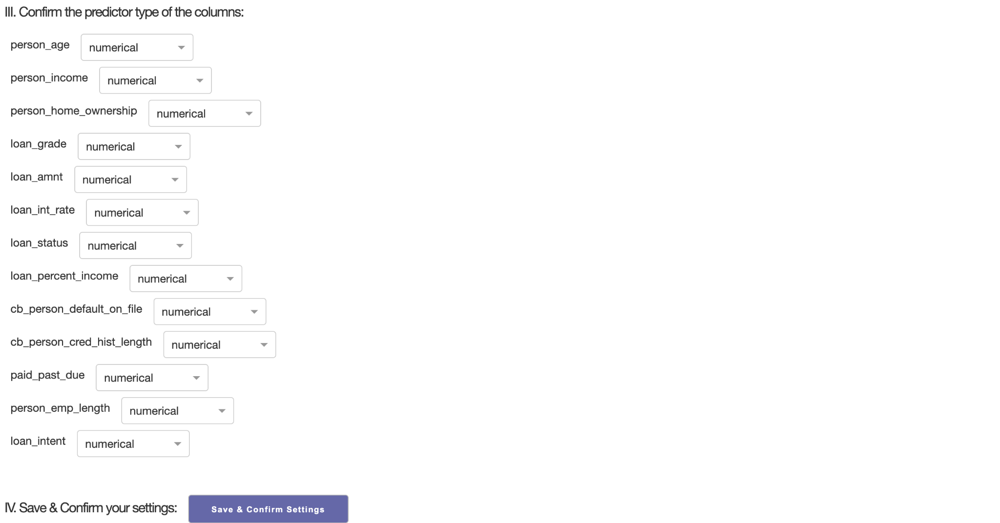 III. Confirm the predictor type of the columns:
person_age numerical
person_income numerical
person_home_ownership numerical
loan_grade numerical
loan_amnt numerical
loan_int_rate numerical
loan_status numerical
loan_percent_income numerical
cb_person_default_on_file numerical
cb_person_cred_hist_length numerical
paid_past_due numerical
person_emp_length numerical
loan_intent numerical
IV. Save & Confirm your settings: Save & Confirm Settings